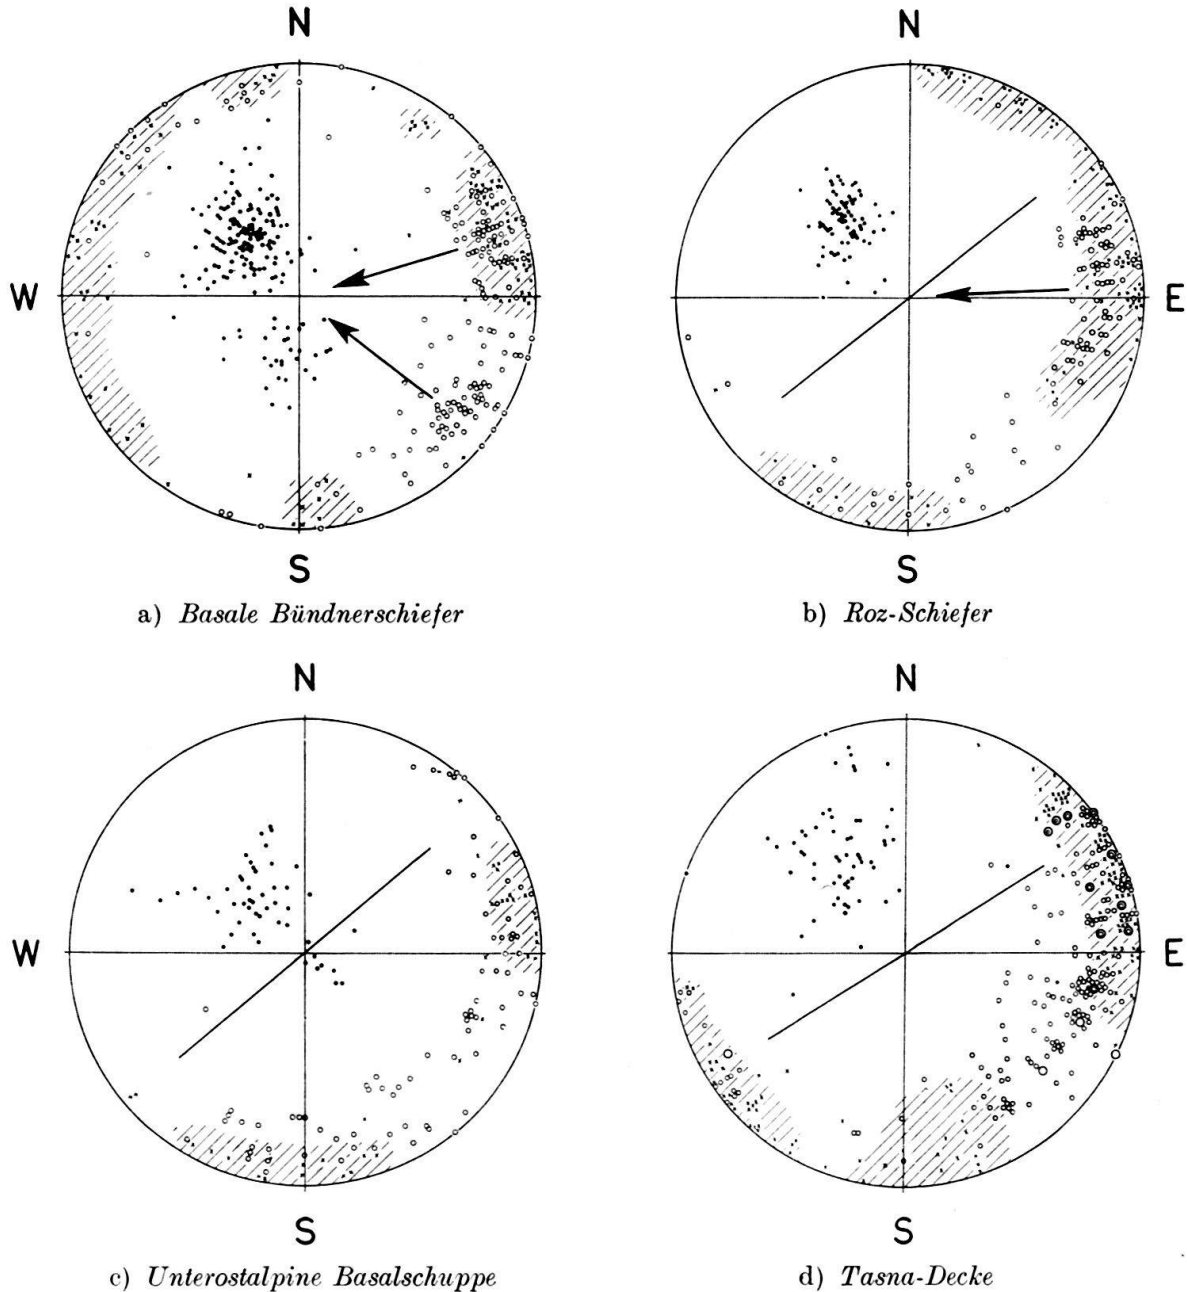 N N
W E
S S
a) Basale Bündnerschiefer b) Roz-Schiefer
N N
W E
S S
c) Unterostalpine Basalschuppe d) Tasna-Decke